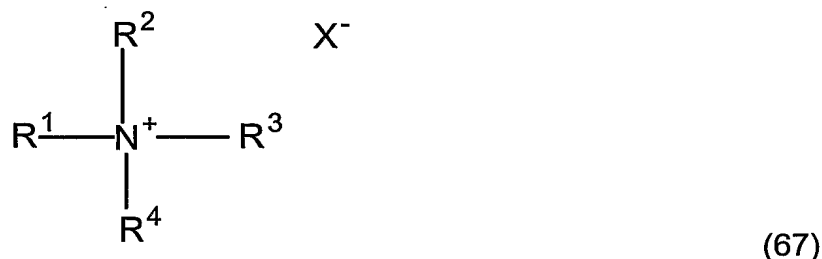 R² X⁻
R¹ N⁺ R³
R⁴
(67)